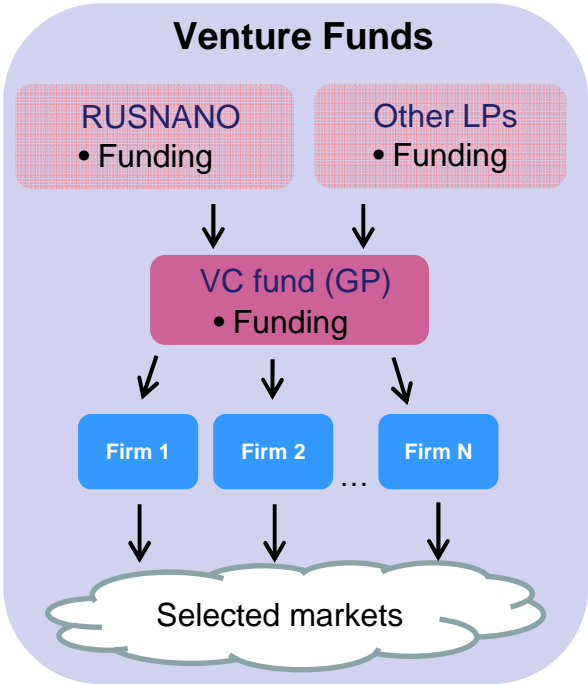 Venture Funds
RUSNANO
• Funding
Other LPs
• Funding
VC fund (GP)
• Funding
Firm 1
Firm 2
...
Firm N
Selected markets